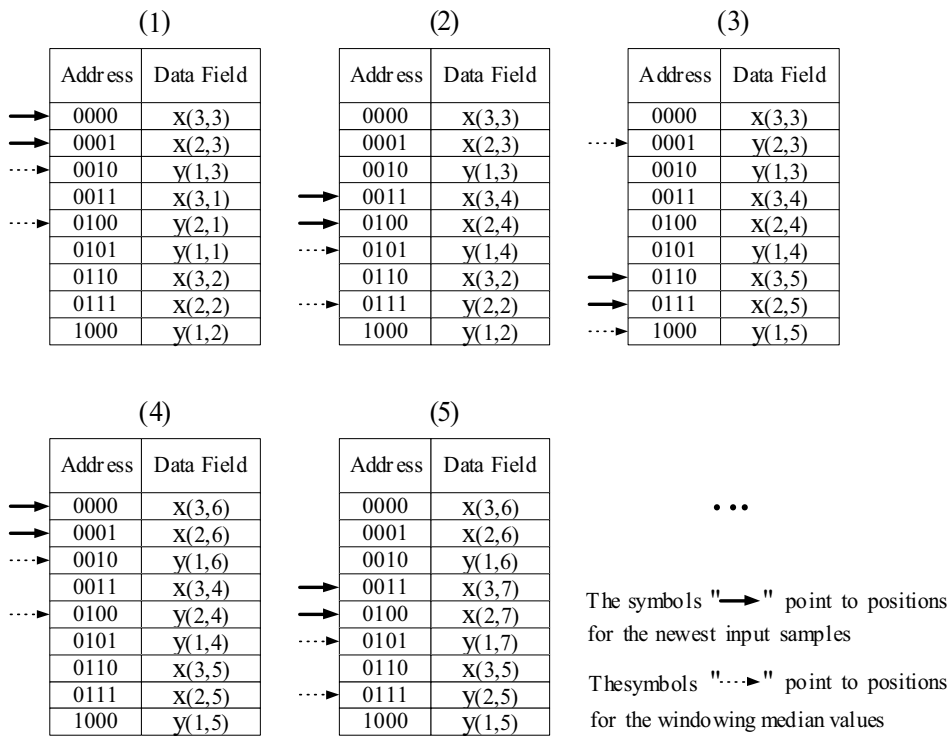 (1)
Address Data Field
0000 x(3,3)
0001 x(2,3)
0010 y(1,3)
0011 x(3,1)
0100 y(2,1)
0101 y(1,1)
0110 x(3,2)
0111 x(2,2)
1000 y(1,2)
(2)
Address Data Field
0000 x(3,3)
0001 x(2,3)
0010 y(1,3)
0011 x(3,4)
0100 x(2,4)
0101 y(1,4)
0110 x(3,2)
0111 y(2,2)
1000 y(1,2)
(3)
Address Data Field
0000 x(3,3)
0001 y(2,3)
0010 y(1,3)
0011 x(3,4)
0100 x(2,4)
0101 y(1,4)
0110 x(3,5)
0111 x(2,5)
1000 y(1,5)
(4)
Address Data Field
0000 x(3,6)
0001 x(2,6)
0010 y(1,6)
0011 x(3,4)
0100 y(2,4)
0101 y(1,4)
0110 x(3,5)
0111 x(2,5)
1000 y(1,5)
(5)
Address Data Field
0000 x(3,6)
0001 x(2,6)
0010 y(1,6)
0011 x(3,7)
0100 x(2,7)
0101 y(1,7)
0110 x(3,5)
0111 y(2,5)
1000 y(1,5)
...
The symbols "→" point to positions
for the newest input samples
Thesymbols "⇢" point to positions
for the windowing median values